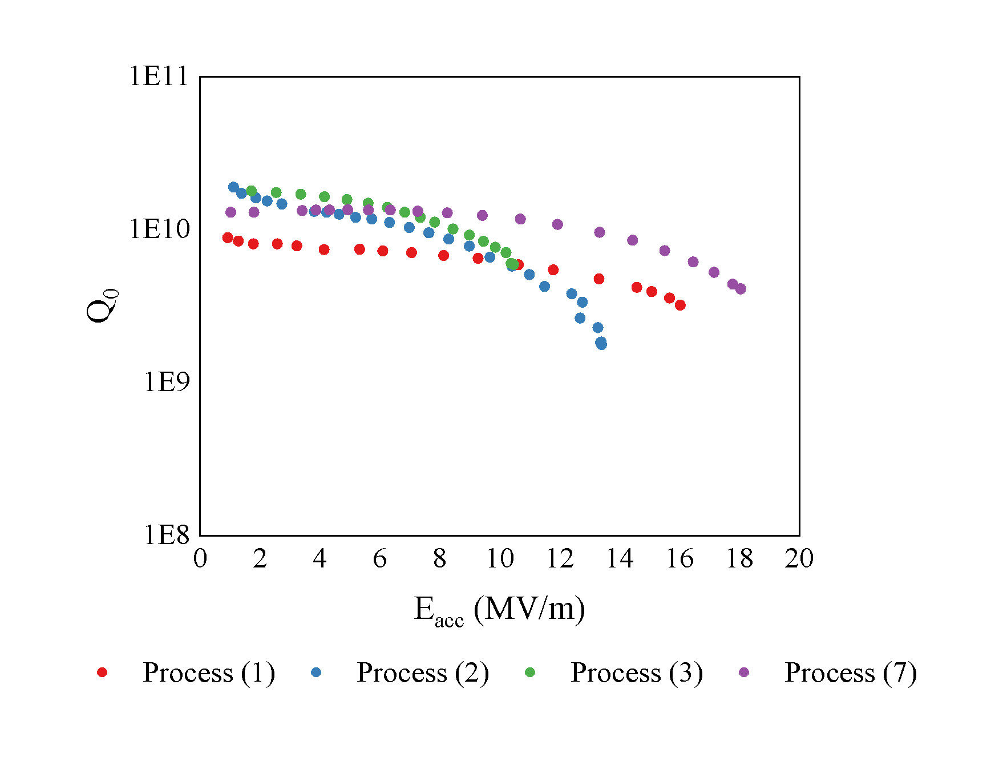 1E11
1E10
1E9
1E8
Q0
0 2 4 6 8 10 12 14 16 18 20
Eacc (MV/m)
Process (1) Process (2) Process (3) Process (7)